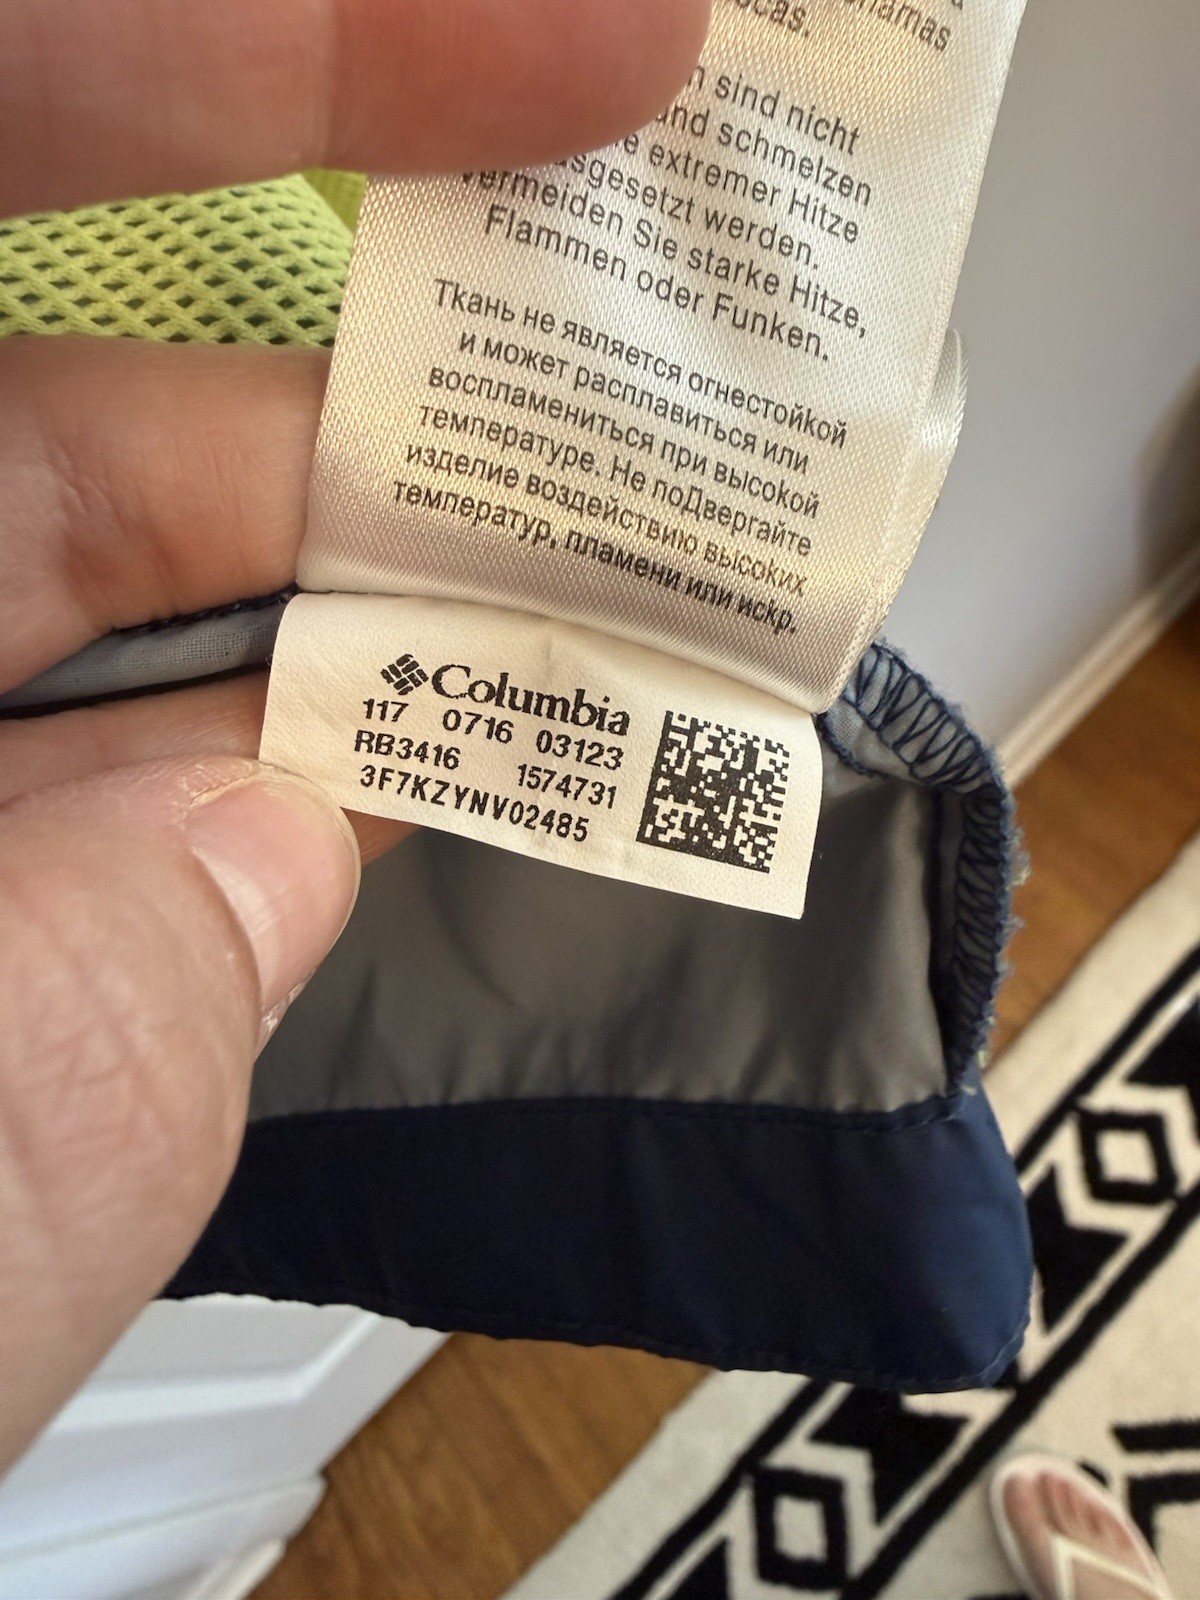 sind nicht
und schmelzen
extremer Hitze
ausgesetzt werden.
Vermeiden Sie starke Hitze,
Flammen oder Funken.
Ткань не является огнестойкой
и может расплавиться или
воспламениться при высокой
температуре. Не поДвергайте
изделие воздействию высоких
температур, пламени или искр.
Columbia
117 0716 03123
RB3416 1574731
3F7KZYNV02485